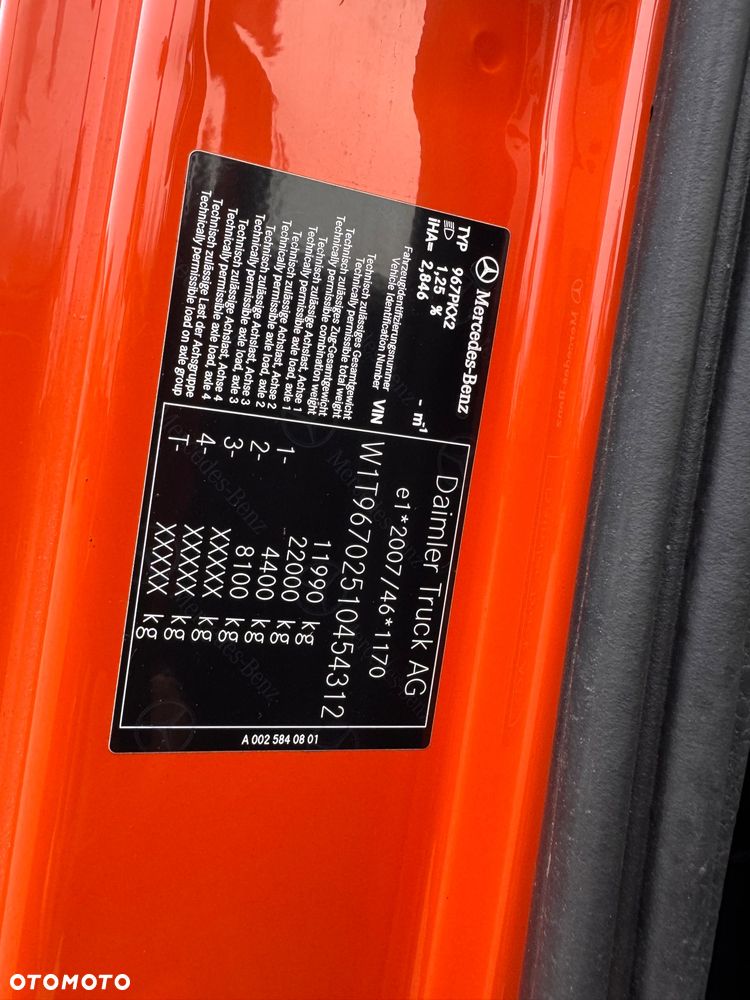 Mercedes-Benz
Daimler Truck AG
TYP 967PKX2
1,25 %
iHA= 2,846 - m⁻¹
e1*2007/46*1170
Fahrzeugidentifizierungsnummer
Vehicle Identification Number VIN W1T96702510454312
Technisch zulässiges Gesamtgewicht
Technically permissible total weight 11990 kg
Technisch zulässiges Zug-Gesamtgewicht
Technically permissible combination weight 22000 kg
Technisch zulässige Achslast, Achse 1
Technically permissible axle load, axle 1 1- 4400 kg
Technisch zulässige Achslast, Achse 2
Technically permissible axle load, axle 2 2- 8100 kg
Technisch zulässige Achslast, Achse 3
Technically permissible axle load, axle 3 3- XXXXX kg
Technisch zulässige Achslast, Achse 4
Technically permissible axle load, axle 4 4- XXXXX kg
Technisch zulässige Last der Achsgruppe
Technically permissible load on axle group T- XXXXX kg
A 002 584 08 01
Mercedes-Benz
Mercedes-Benz
OTOMOTO